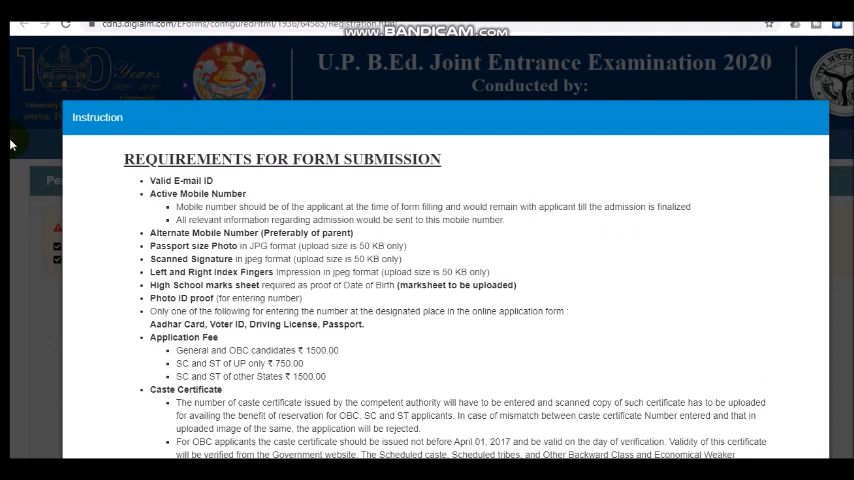 cdn3.digialm.com/EForms/configuredHtml/1936/64585/Registration.html
www.BANDICAM.com
100 Years
U.P. B.Ed. Joint Entrance Examination 2020
Conducted by:
Instruction
REQUIREMENTS FOR FORM SUBMISSION
Valid E-mail ID
Active Mobile Number
Mobile number should be of the applicant at the time of form filling and would remain with applicant till the admission is finalized
All relevant information regarding admission would be sent to this mobile number.
Alternate Mobile Number (Preferably of parent)
Passport size Photo in JPG format (upload size is 50 KB only)
Scanned Signature in jpeg format (upload size is 50 KB only)
Left and Right Index Fingers Impression in jpeg format (upload size is 50 KB only)
High School marks sheet required as proof of Date of Birth (marksheet to be uploaded)
Photo ID proof (for entering number)
Only one of the following for entering the number at the designated place in the online application form :
Aadhar Card, Voter ID, Driving License, Passport.
Application Fee
General and OBC candidates ₹ 1500.00
SC and ST of UP only ₹ 750.00
SC and ST of other States ₹ 1500.00
Caste Certificate
The number of caste certificate issued by the competent authority will have to be entered and scanned copy of such certificate has to be uploaded
for availing the benefit of reservation for OBC, SC and ST applicants. In case of mismatch between caste certificate Number entered and that in
uploaded image of the same, the application will be rejected.
For OBC applicants the caste certificate should be issued not before April 01, 2017 and be valid on the day of verification. Validity of this certificate
will be verified from the Government website. The Scheduled caste, Scheduled tribes, and Other Backward Class and Economical Weaker